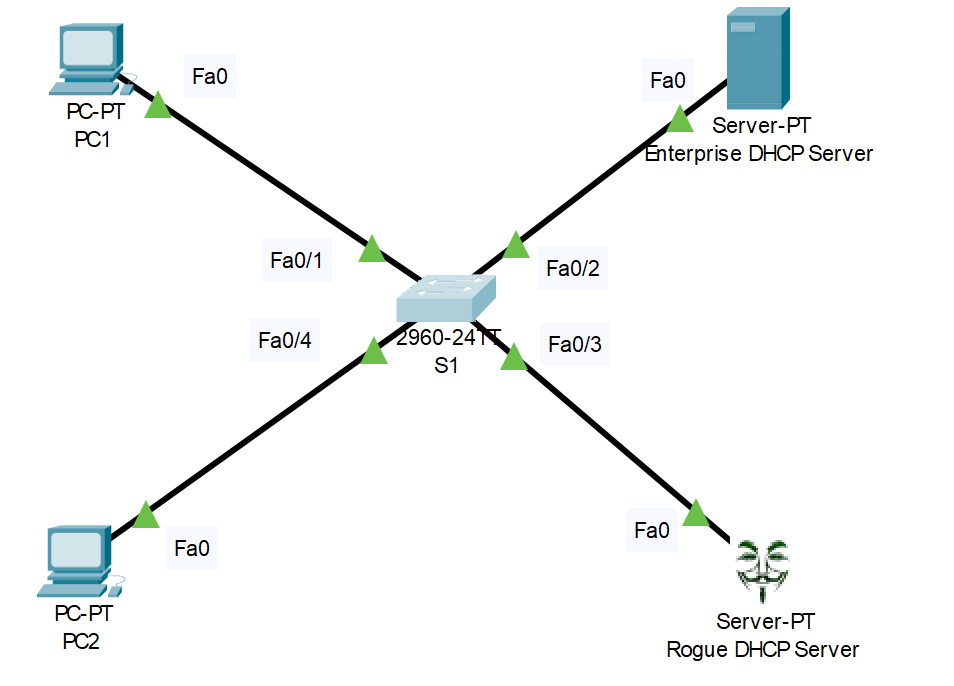 Fa0
PC-PT
PC1
Fa0
Server-PT
Enterprise DHCP Server
Fa0/1
Fa0/2
2960-24TT
S1
Fa0/4
Fa0/3
Fa0
PC-PT
PC2
Fa0
Server-PT
Rogue DHCP Server